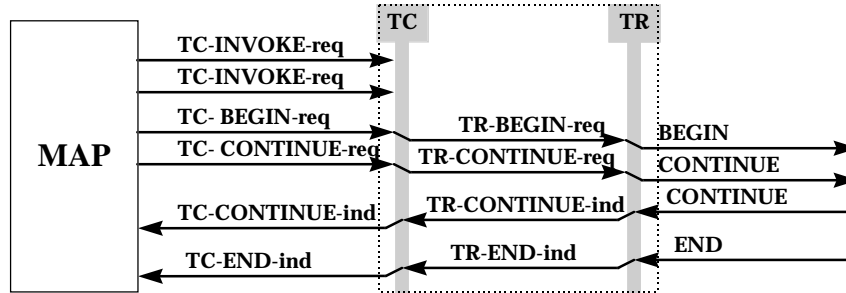 TC TR
TC-INVOKE-req
TC-INVOKE-req
TC- BEGIN-req TR-BEGIN-req BEGIN
MAP
TC- CONTINUE-req TR-CONTINUE-req CONTINUE
TC-CONTINUE-ind TR-CONTINUE-ind CONTINUE
TC-END-ind TR-END-ind END